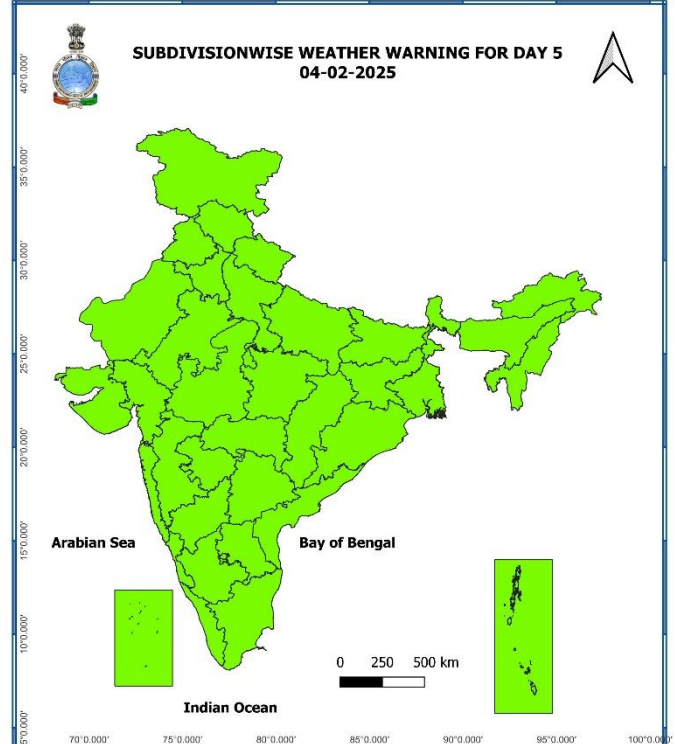 SUBDIVISIONWISE WEATHER WARNING FOR DAY 5
04-02-2025
40°0.000'
35°0.000'
30°0.000'
25°0.000'
20°0.000'
15°0.000'
10°0.000'
5°0.000'
Arabian Sea
Bay of Bengal
0 250 500 km
Indian Ocean
70°0.000' 75°0.000' 80°0.000' 85°0.000' 90°0.000' 95°0.000' 100°0.000'